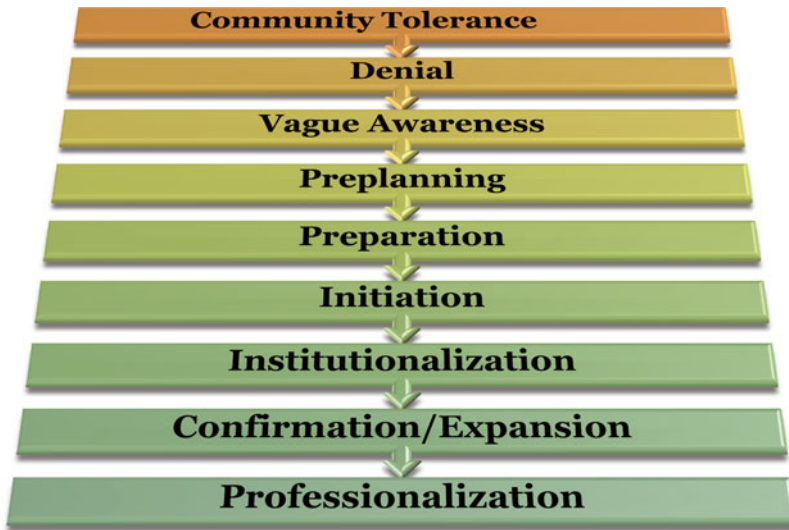 Community Tolerance
Denial
Vague Awareness
Preplanning
Preparation
Initiation
Institutionalization
Confirmation/Expansion
Professionalization